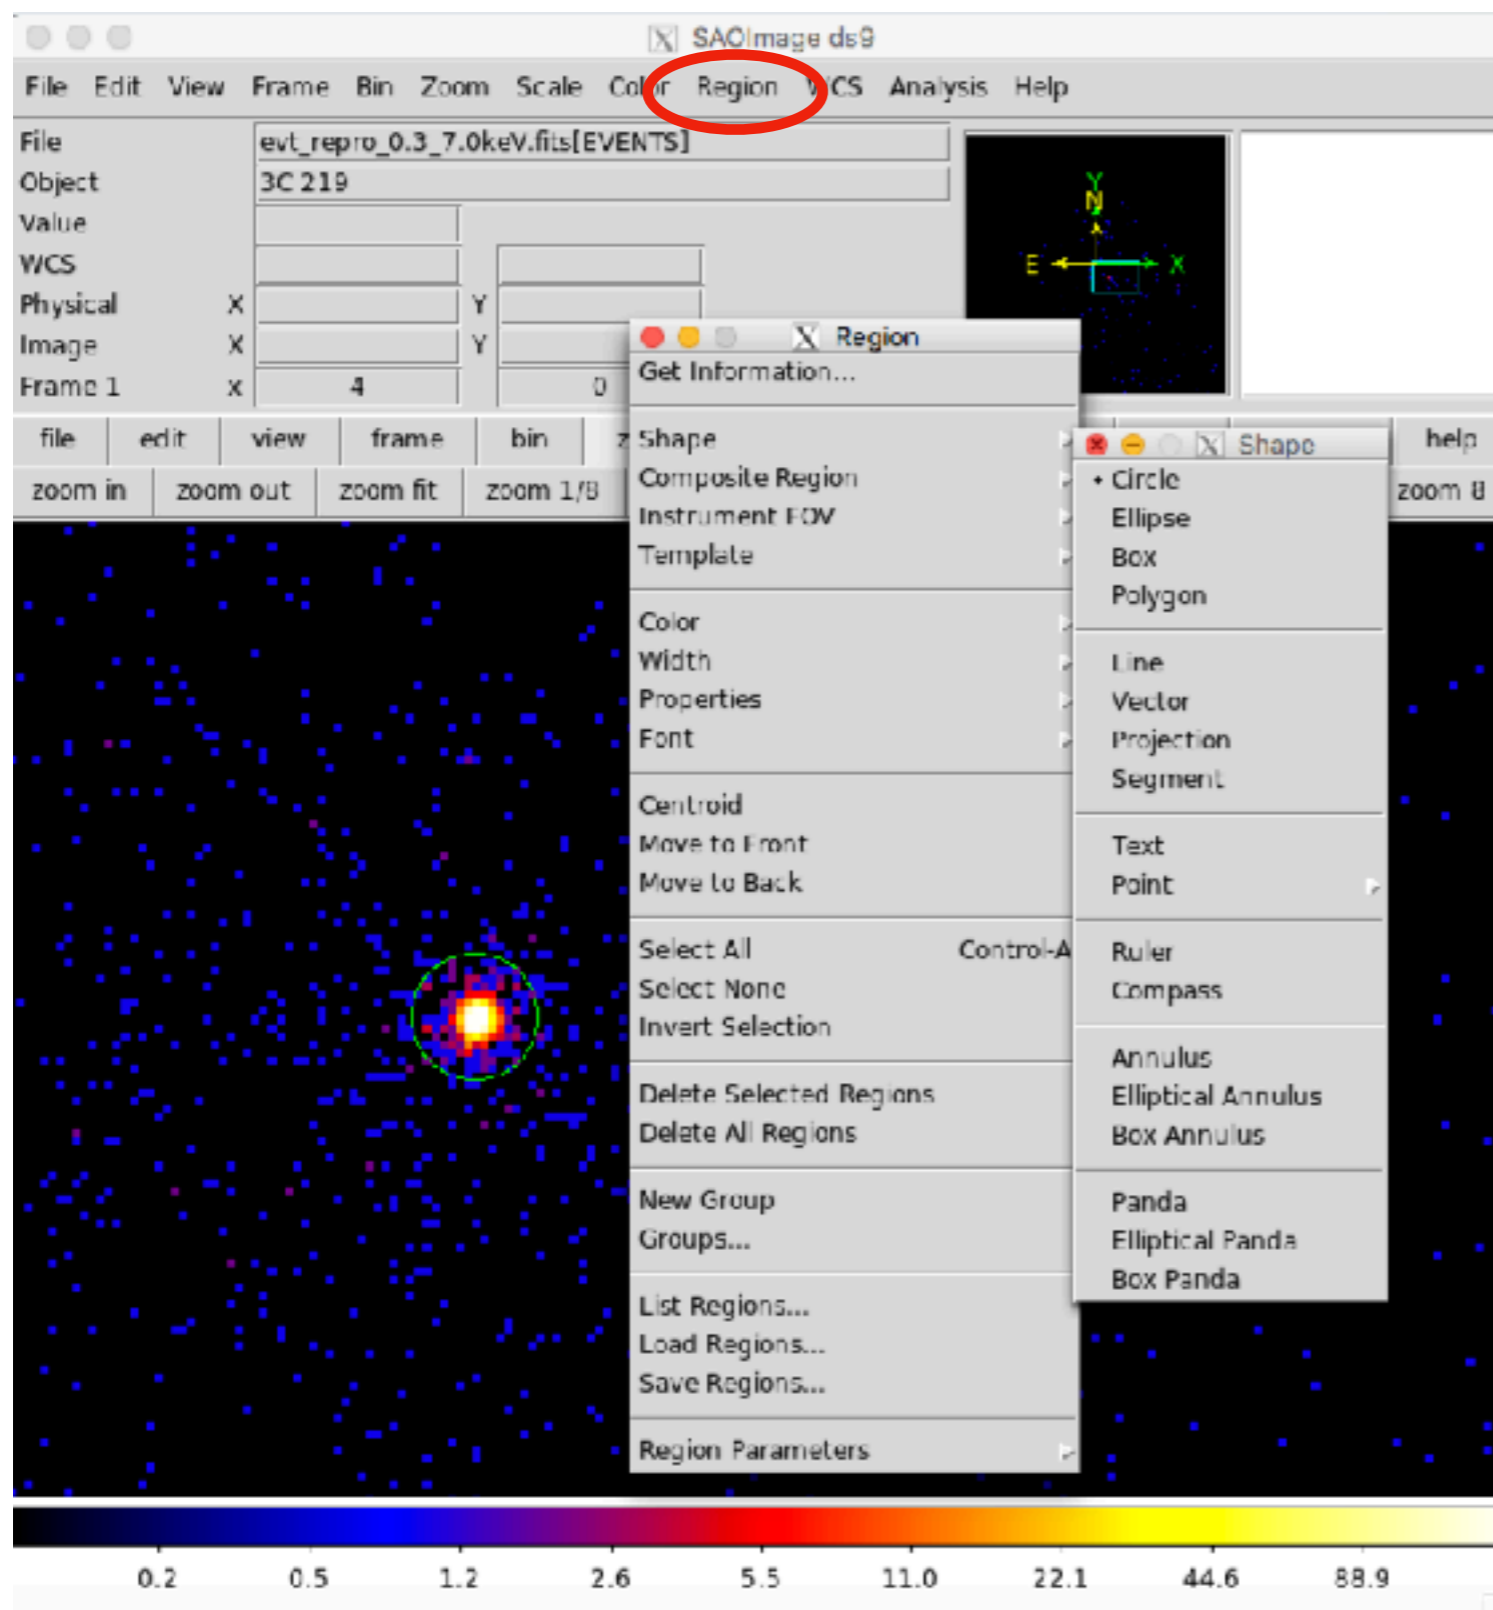 SAOImage ds9
File Edit View Frame Bin Zoom Scale Color Region WCS Analysis Help
File evt_repro_0.3_7.0keV.fits[EVENTS]
Object 3C 219
Value
WCS
Physical X Y
Image X Y
Frame 1 x 4 0
Y
N
E X
Region
Get Information...
Shape
Composite Region
Instrument FOV
Template
Color
Width
Properties
Font
Centroid
Move to Front
Move to Back
Select All Control-A
Select None
Invert Selection
Delete Selected Regions
Delete All Regions
New Group
Groups...
List Regions...
Load Regions...
Save Regions...
Region Parameters
Shape
• Circle
Ellipse
Box
Polygon
Line
Vector
Projection
Segment
Text
Point
Ruler
Compass
Annulus
Elliptical Annulus
Box Annulus
Panda
Elliptical Panda
Box Panda
file edit view frame bin z help
zoom in zoom out zoom fit zoom 1/8 zoom 8
0.2 0.5 1.2 2.6 5.5 11.0 22.1 44.6 88.9